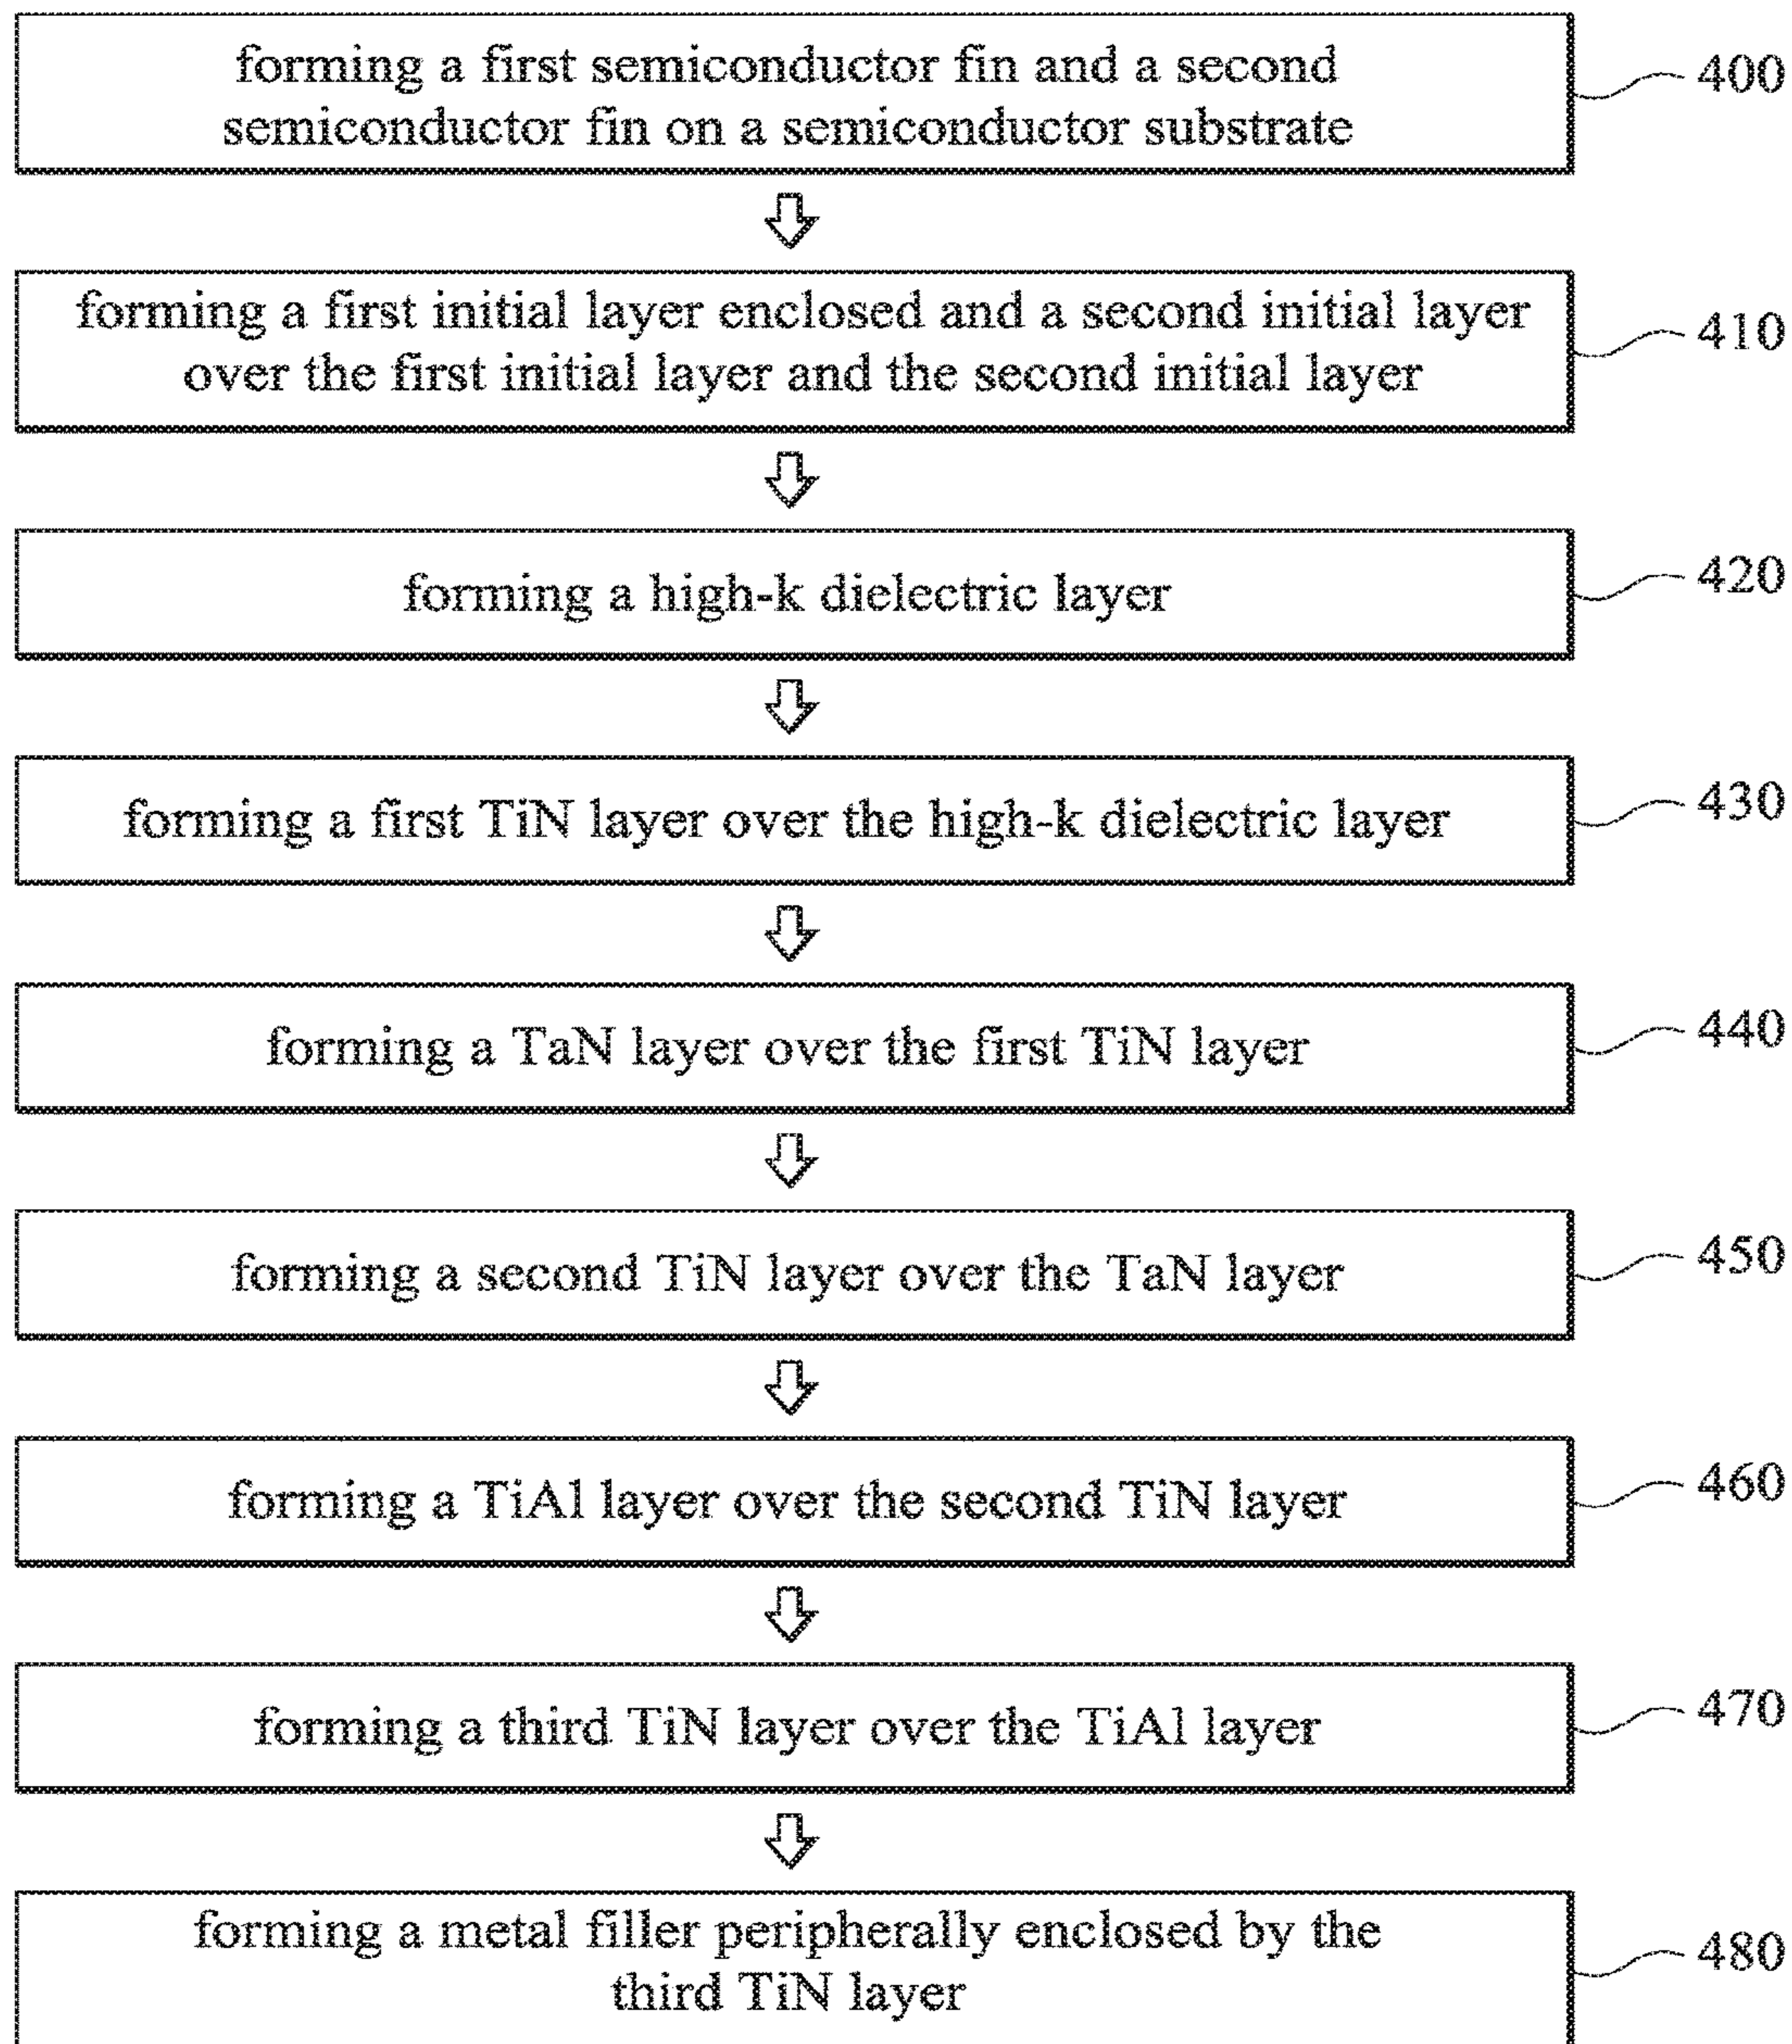 forming a first semiconductor fin and a second
semiconductor fin on a semiconductor substrate
400
forming a first initial layer enclosed and a second initial layer
over the first initial layer and the second initial layer
410
forming a high-k dielectric layer
420
forming a first TiN layer over the high-k dielectric layer
430
forming a TaN layer over the first TiN layer
440
forming a second TiN layer over the TaN layer
450
forming a TiAl layer over the second TiN layer
460
forming a third TiN layer over the TiAl layer
470
forming a metal filler peripherally enclosed by the
third TiN layer
480